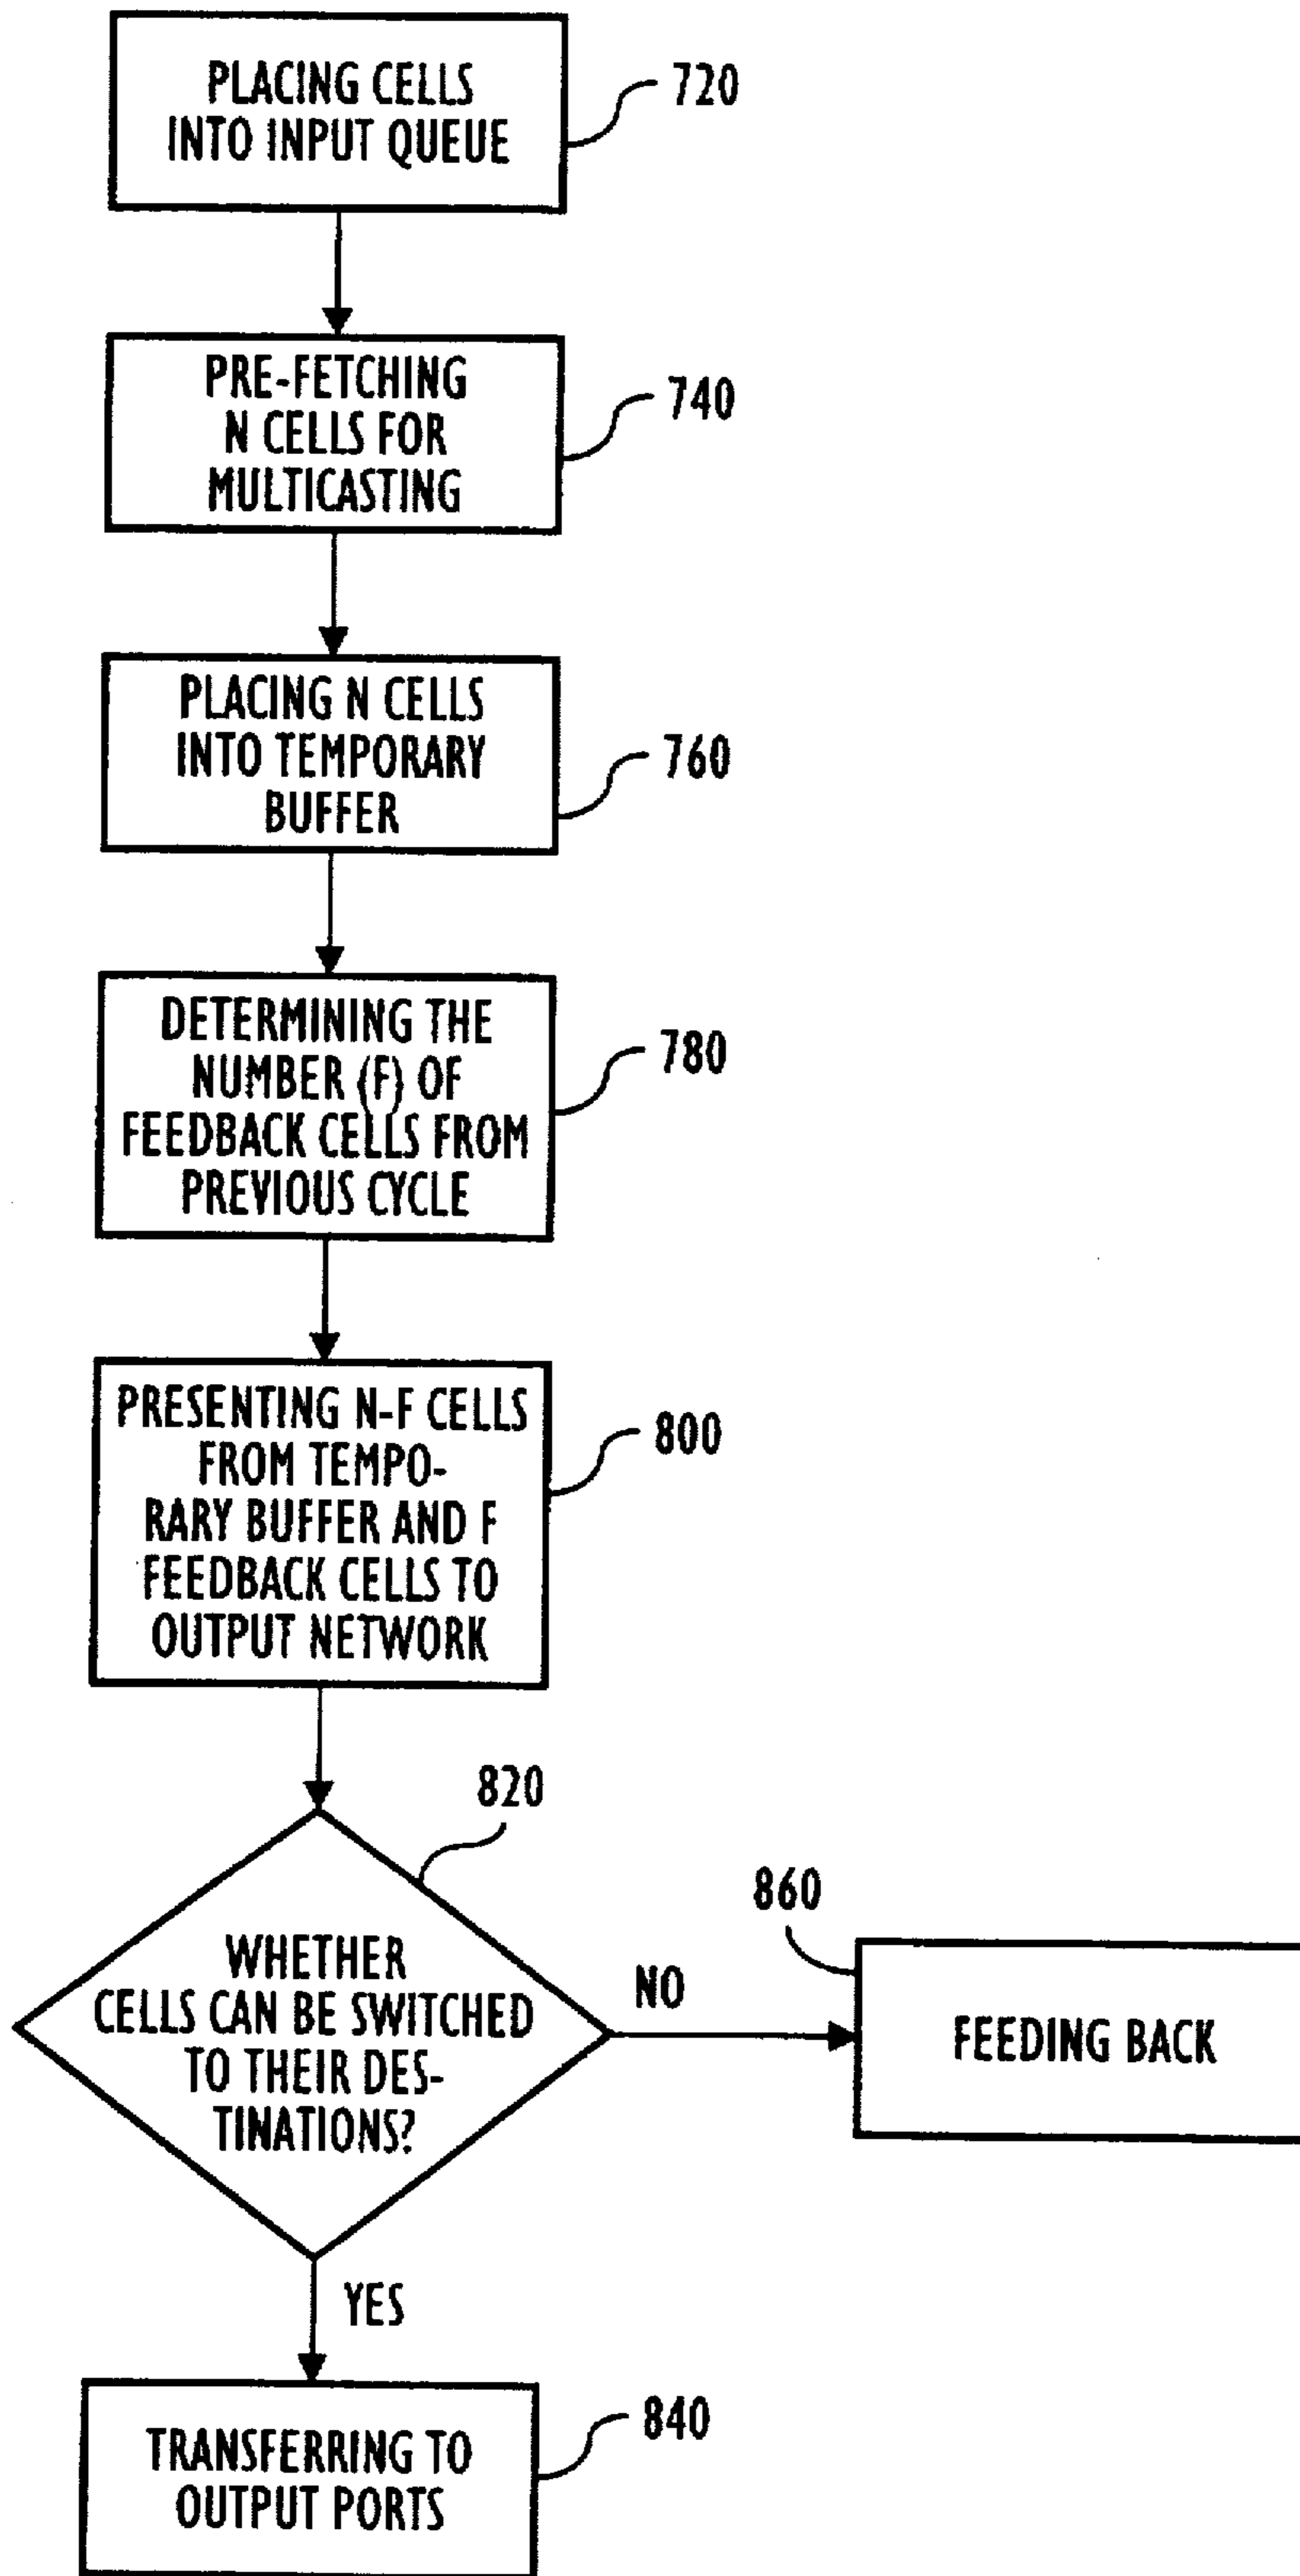 PLACING CELLS
INTO INPUT QUEUE
720
PRE-FETCHING
N CELLS FOR
MULTICASTING
740
PLACING N CELLS
INTO TEMPORARY
BUFFER
760
DETERMINING THE
NUMBER (F) OF
FEEDBACK CELLS FROM
PREVIOUS CYCLE
780
PRESENTING N-F CELLS
FROM TEMPO-
RARY BUFFER AND F
FEEDBACK CELLS TO
OUTPUT NETWORK
800
820
WHETHER
CELLS CAN BE SWITCHED
TO THEIR DES-
TINATIONS?
NO
860
FEEDING BACK
YES
TRANSFERRING TO
OUTPUT PORTS
840